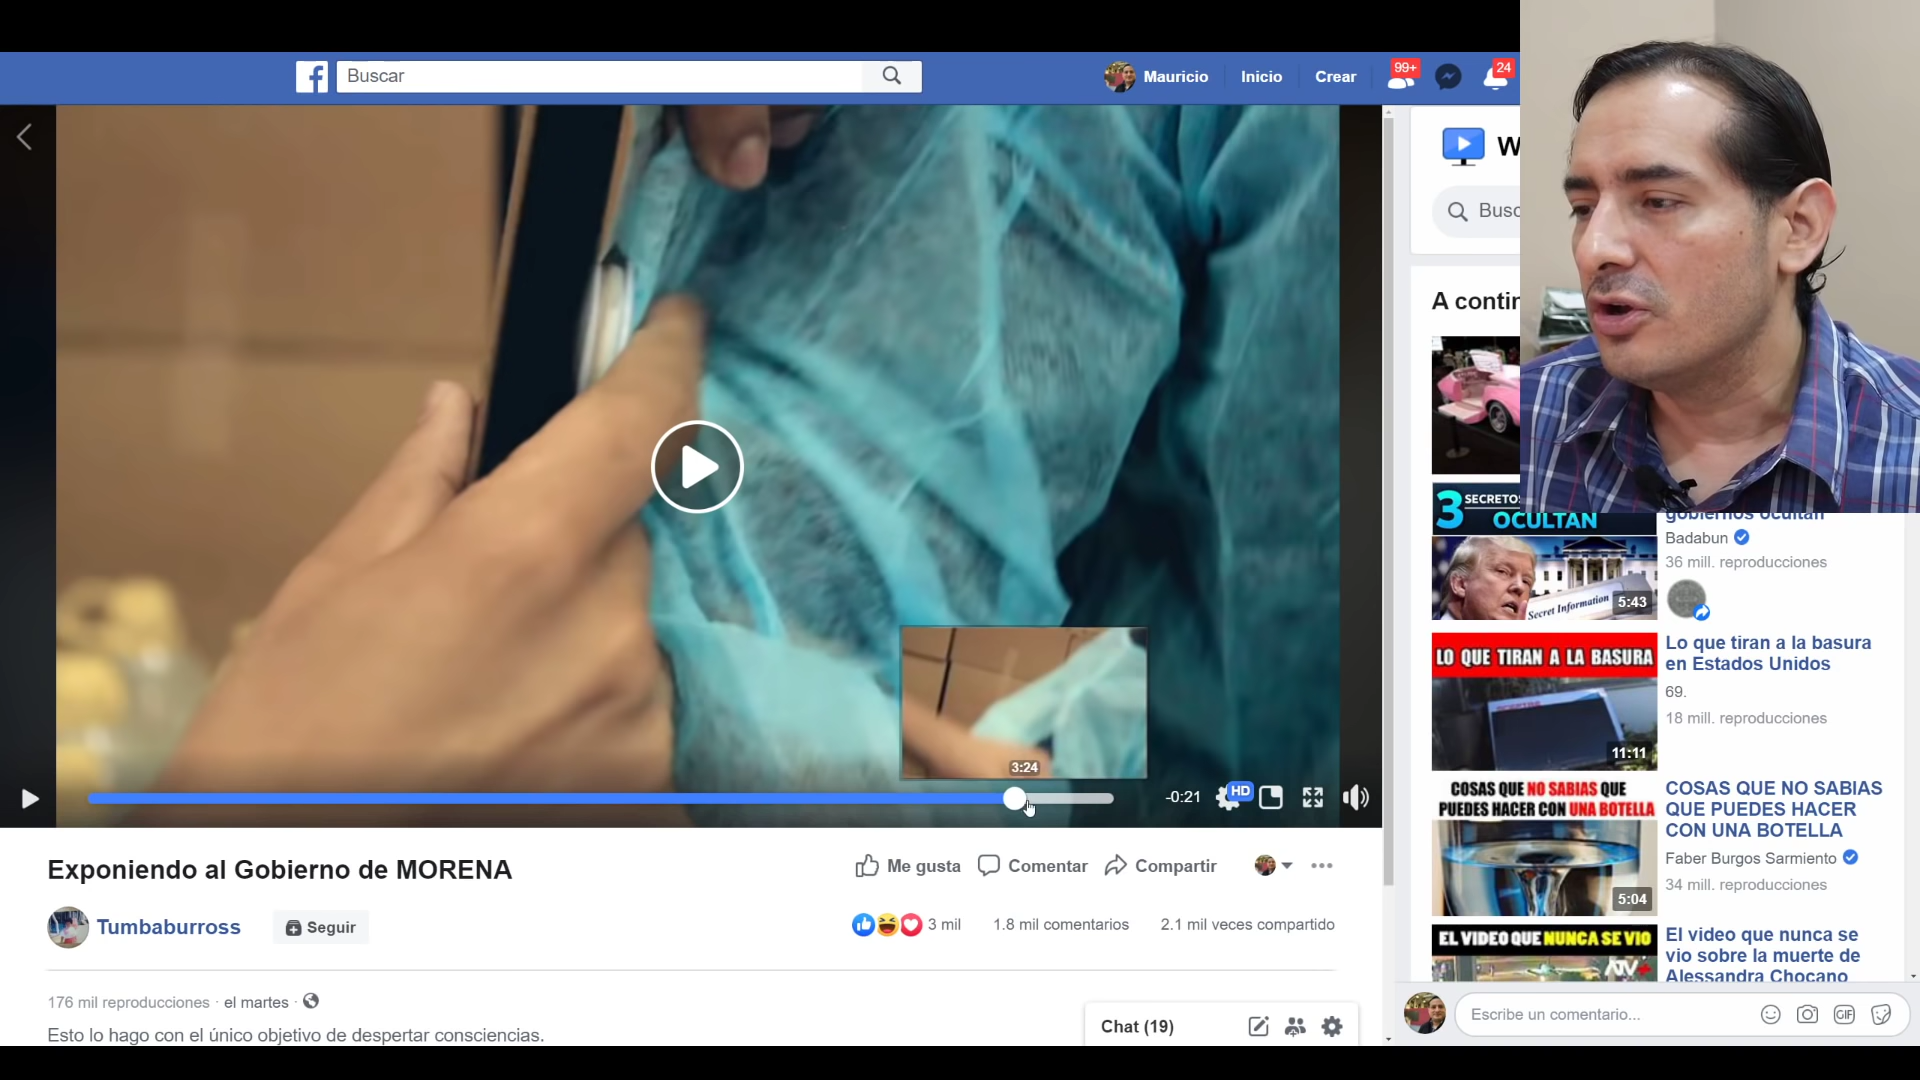 Buscar
Mauricio
Inicio
Crear
99+
24
W
Busc
A contin
3:24
-0:21
HD
Exponiendo al Gobierno de MORENA
Me gusta
Comentar
Compartir
Tumbaburross
Seguir
3 mil
1.8 mil comentarios
2.1 mil veces compartido
176 mil reproducciones · el martes ·
Esto lo hago con el único objetivo de despertar consciencias.
Chat (19)
3 SECRETOS
OCULTAN
Secret Information
5:43
gobiernos ocultan
Badabun
36 mill. reproducciones
LO QUE TIRAN A LA BASURA
11:11
Lo que tiran a la basura
en Estados Unidos
69.
18 mill. reproducciones
COSAS QUE NO SABIAS QUE
PUEDES HACER CON UNA BOTELLA
5:04
COSAS QUE NO SABIAS
QUE PUEDES HACER
CON UNA BOTELLA
Faber Burgos Sarmiento
34 mill. reproducciones
EL VIDEO QUE NUNCA SE VIO
ATV+
El video que nunca se
vio sobre la muerte de
Alessandra Chocano
Escribe un comentario...
GIF